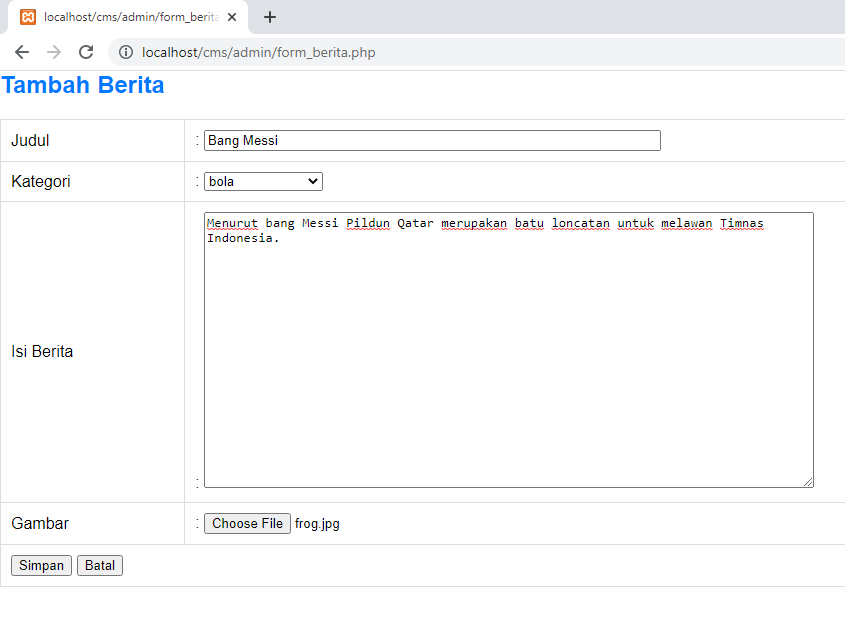 localhost/cms/admin/form_berita
localhost/cms/admin/form_berita.php
Tambah Berita
Judul : Bang Messi
Kategori : bola
Isi Berita : Menurut bang Messi Pildun Qatar merupakan batu loncatan untuk melawan Timnas
Indonesia.
Gambar : Choose File frog.jpg
Simpan Batal